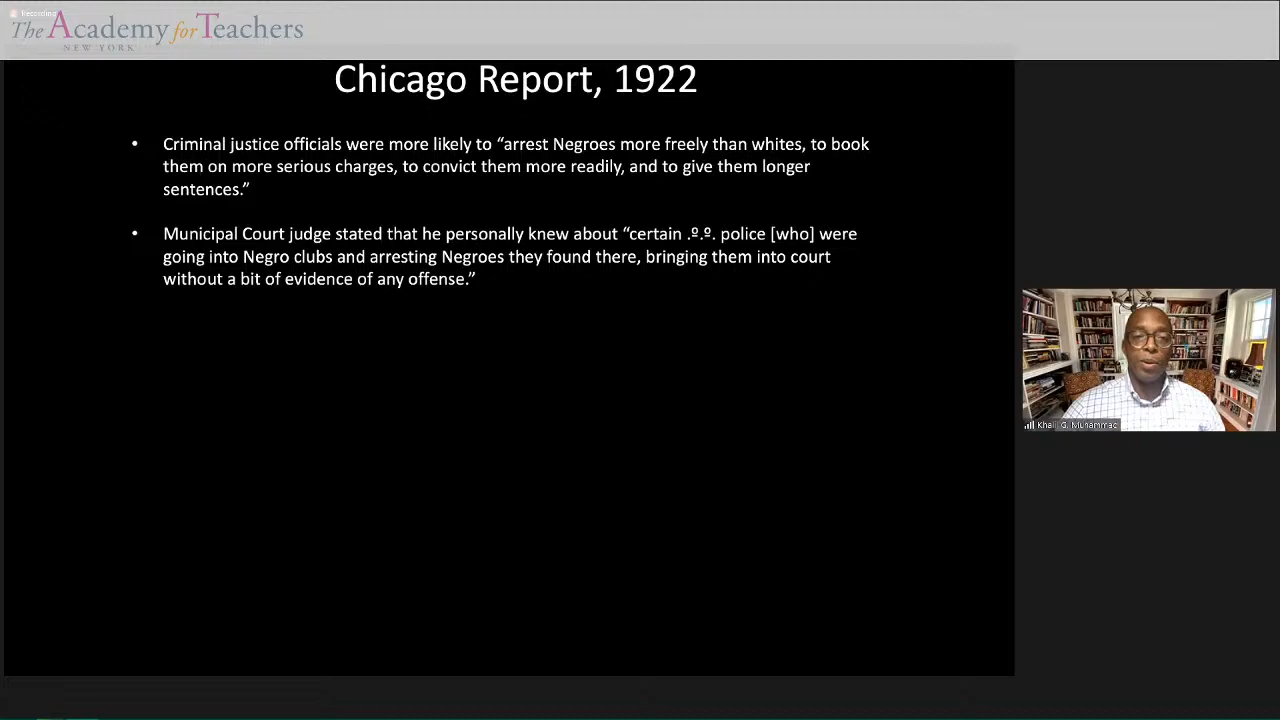 Recording
The Academy for Teachers
NEW YORK
Chicago Report, 1922
• Criminal justice officials were more likely to “arrest Negroes more freely than whites, to book
them on more serious charges, to convict them more readily, and to give them longer
sentences.”
• Municipal Court judge stated that he personally knew about “certain .º.º. police [who] were
going into Negro clubs and arresting Negroes they found there, bringing them into court
without a bit of evidence of any offense.”
Khalil G. Muhammad